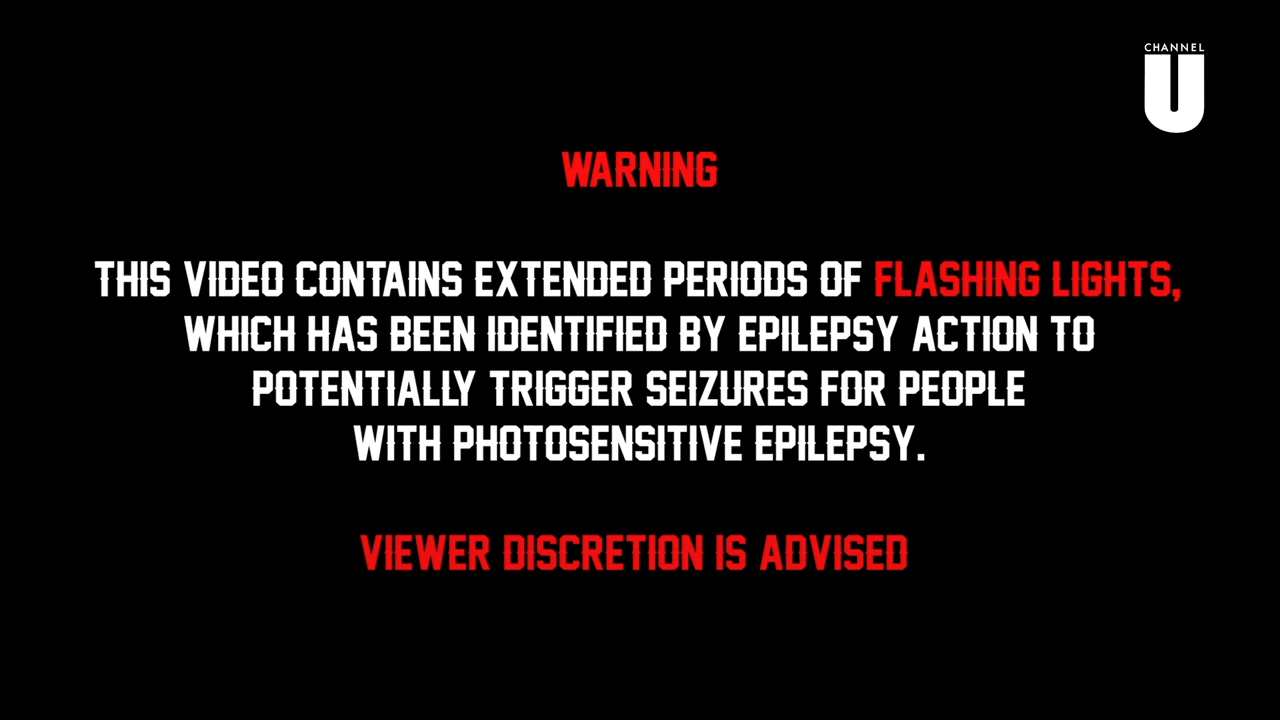 CHANNEL
U
WARNING
THIS VIDEO CONTAINS EXTENDED PERIODS OF FLASHING LIGHTS,
WHICH HAS BEEN IDENTIFIED BY EPILEPSY ACTION TO
POTENTIALLY TRIGGER SEIZURES FOR PEOPLE
WITH PHOTOSENSITIVE EPILEPSY.
VIEWER DISCRETION IS ADVISED